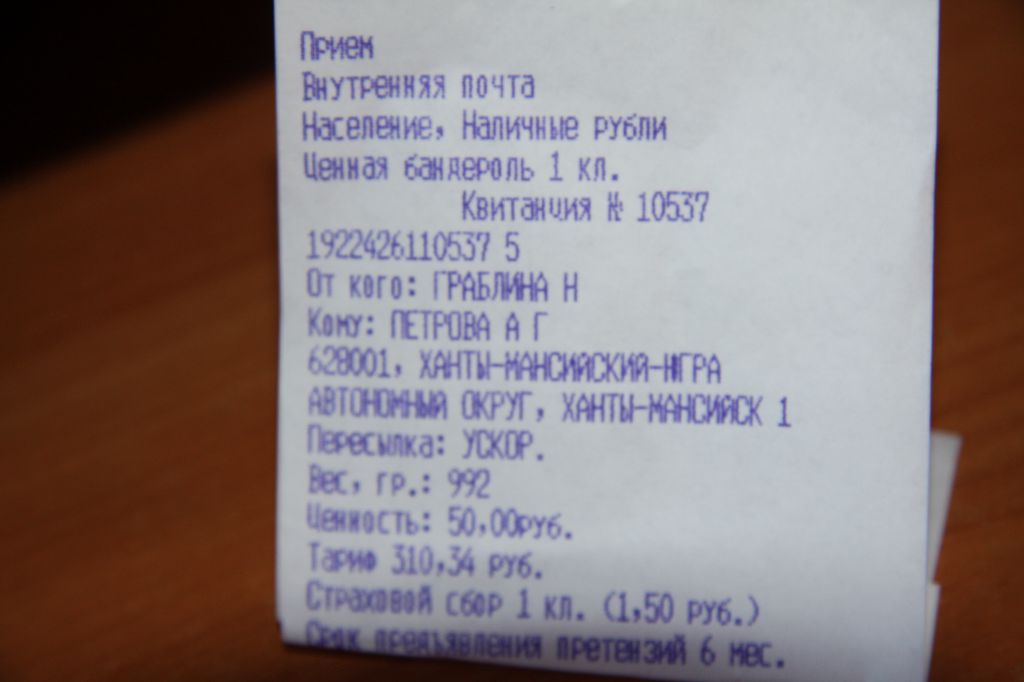 Прием
Внутренняя почта
Население, Наличные рубли
Ценная бандероль 1 кл.
Квитанция № 10537
1922426110537 5
От кого: ГРАБЛИНА Н
Кому: ПЕТРОВА А Г
628001, ХАНТЫ-МАНСИЙСКИЙ-ЮГРА
АВТОНОМНЫЙ ОКРУГ, ХАНТЫ-МАНСИЙСК 1
Пересылка: УСКОР.
Вес, гр.: 992
Ценность: 50,00руб.
Тариф 310,34 руб.
Страховой сбор 1 кл. (1,50 руб.)
Срок предъявления претензий 6 мес.